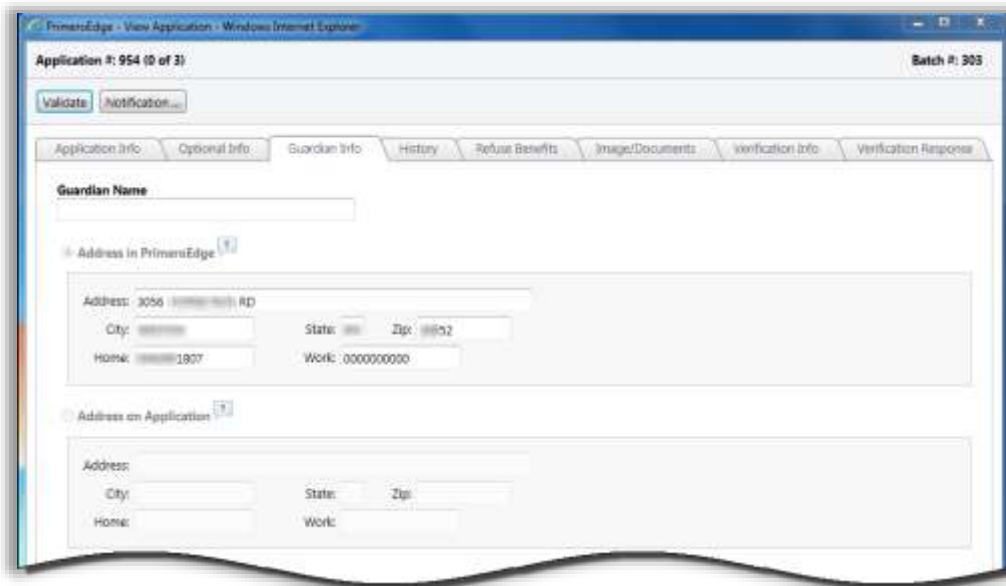 PrimeroEdge - View Application - Windows Internet Explorer
Application #: 954 (0 of 3) Batch #: 303
Validate Notification...
Application Info Optional Info Guardian Info History Refuse Benefits Image/Documents Verification Info Verification Response
Guardian Name
Address in PrimeroEdge ?
Address: 3056 RD
City: State: Zip: 52
Home: 1807 Work: 0000000000
Address on Application ?
Address:
City: State: Zip:
Home: Work: